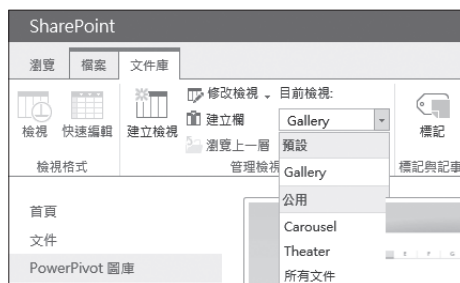 SharePoint
瀏覽 檔案 文件庫
檢視 快速編輯 建立檢視
修改檢視
建立欄
瀏覽上一層
目前檢視:
Gallery
標記
檢視格式 管理檢視 標記與記事
預設
Gallery
公用
Carousel
Theater
所有文件
首頁
文件
PowerPivot 圖庫
E F G